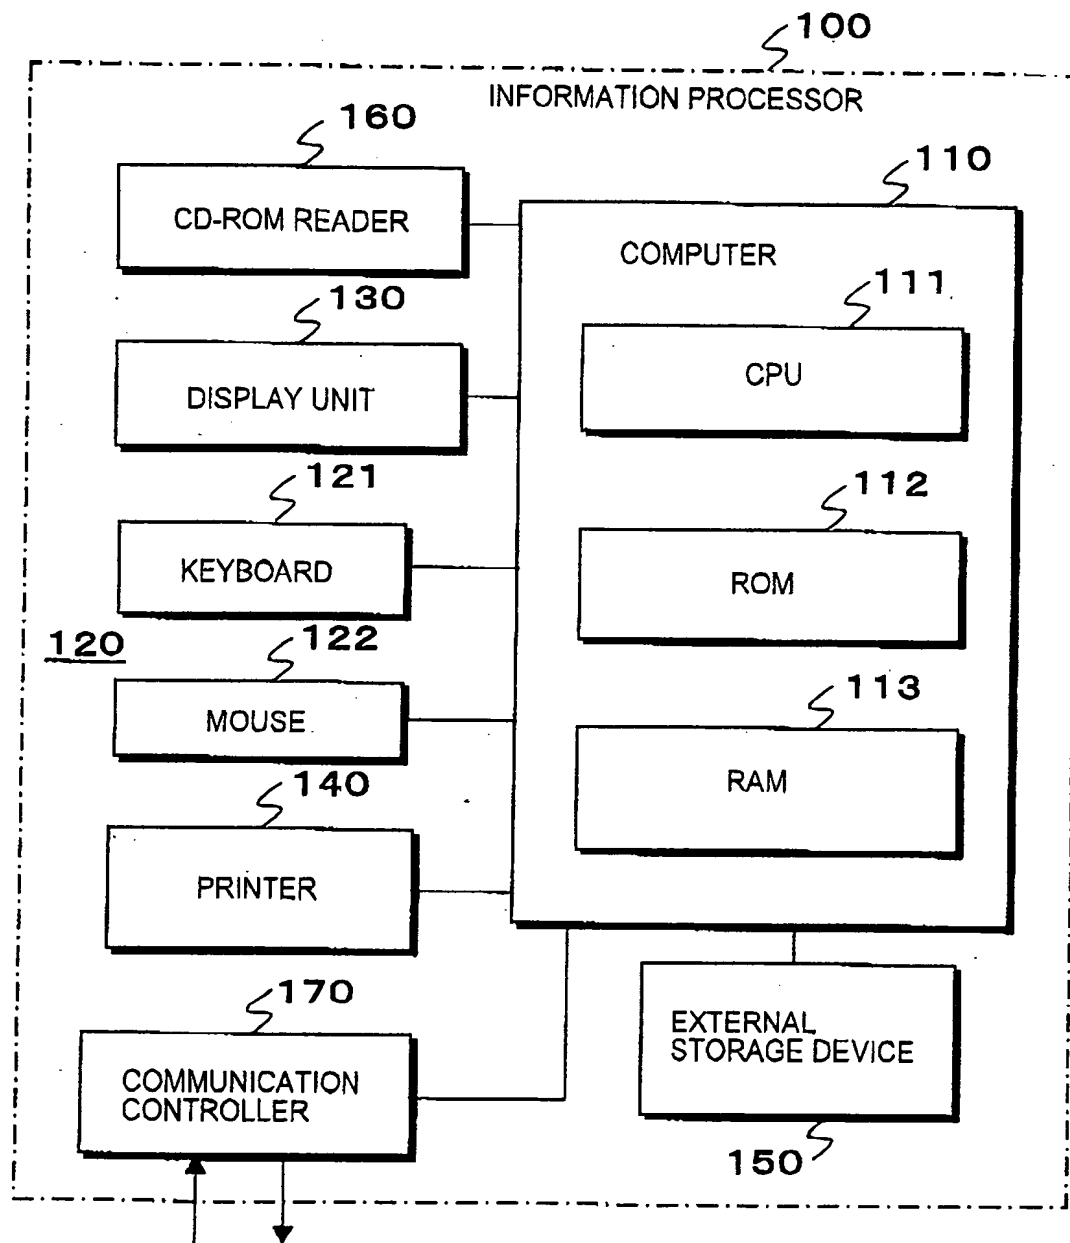 100
INFORMATION PROCESSOR
160
CD-ROM READER
110
COMPUTER
130
DISPLAY UNIT
111
CPU
121
KEYBOARD
112
ROM
120
122
MOUSE
113
RAM
140
PRINTER
170
COMMUNICATION
CONTROLLER
EXTERNAL
STORAGE DEVICE
150